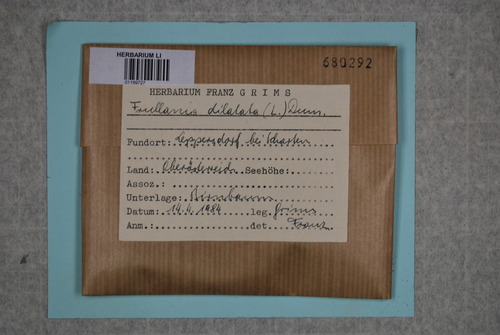 HERBARIUM LI
01169727
680292
HERBARIUM FRANZ GRIMS
Frullania dilatata (L.) Dum.
Fundort: Leppersdorf bei Scharten
Land: Oberösterreich Seehöhe:
Assoz.:
Unterlage: Birnbaum
Datum: 14.4.1984 leg. Grims
Anm.: det. Franz